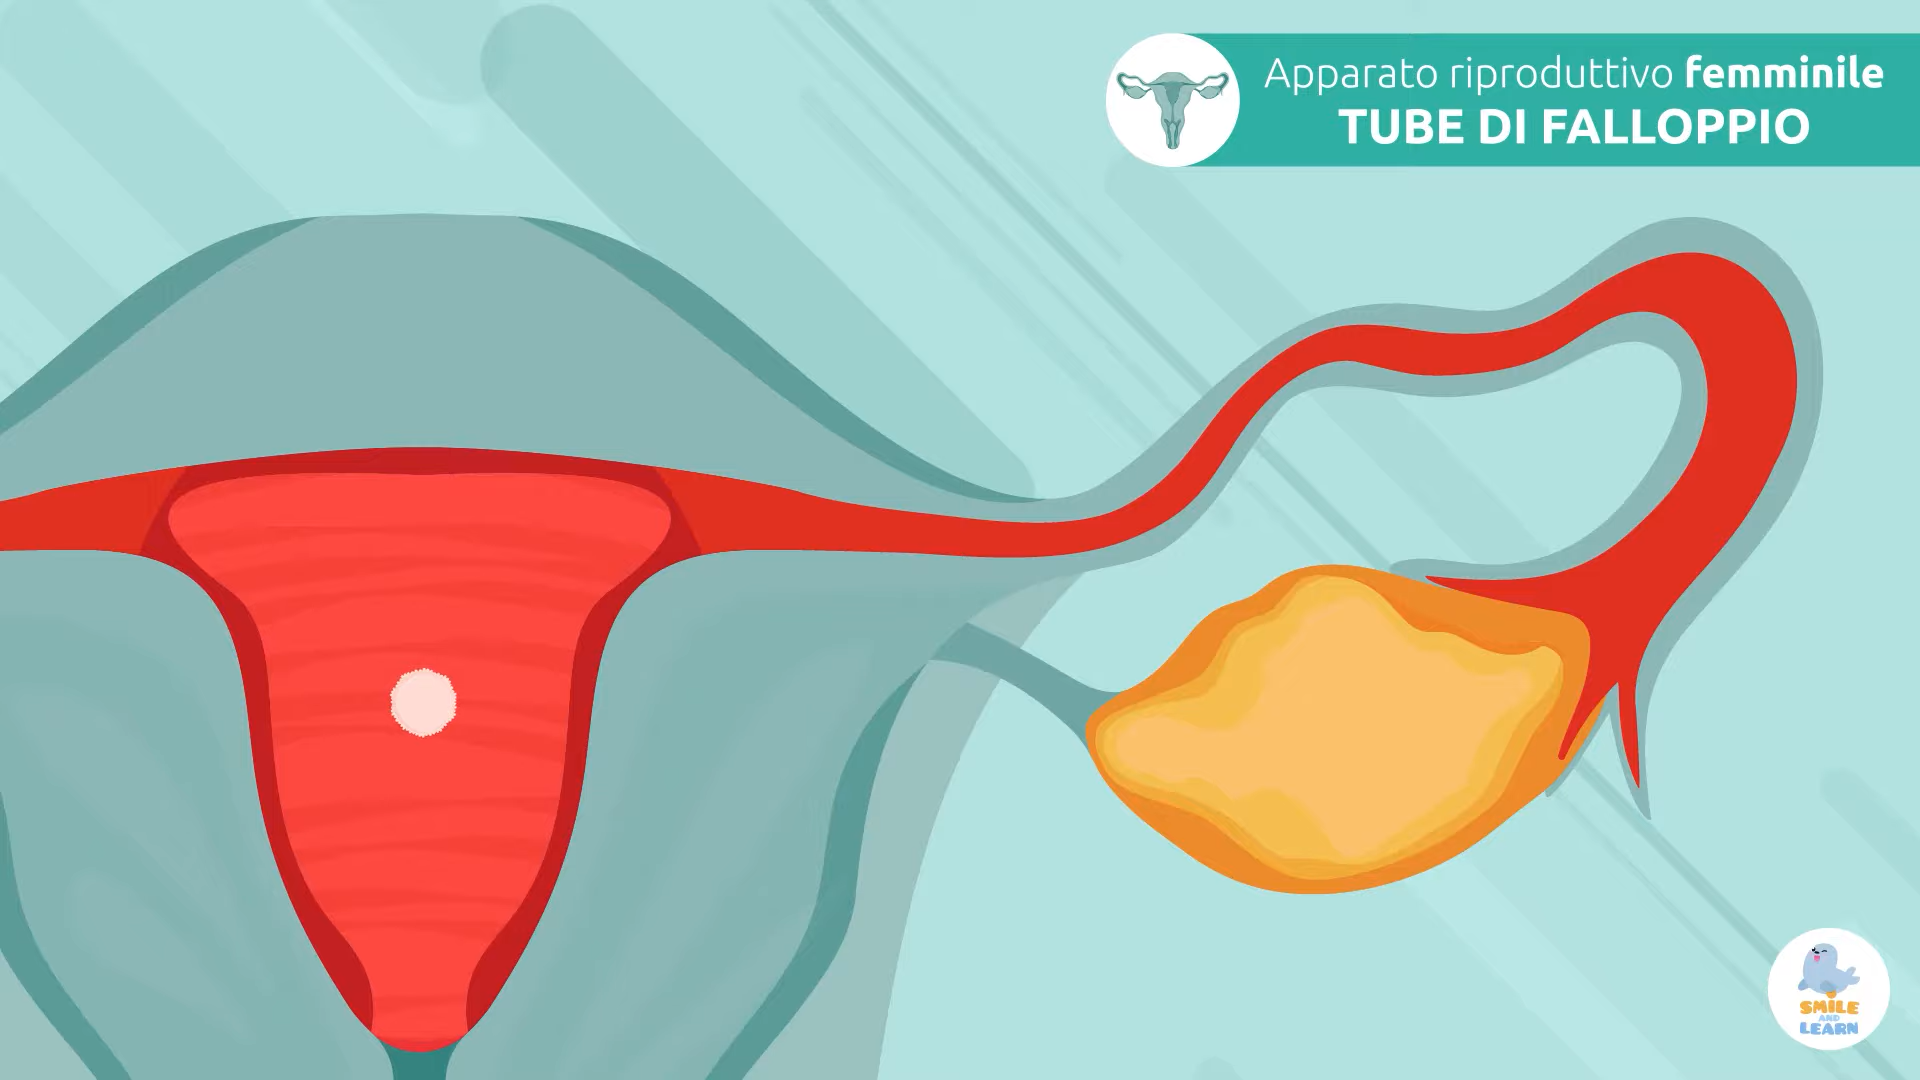 Apparato riproduttivo femminile
TUBE DI FALLOPPIO
SMILE
AND
LEARN